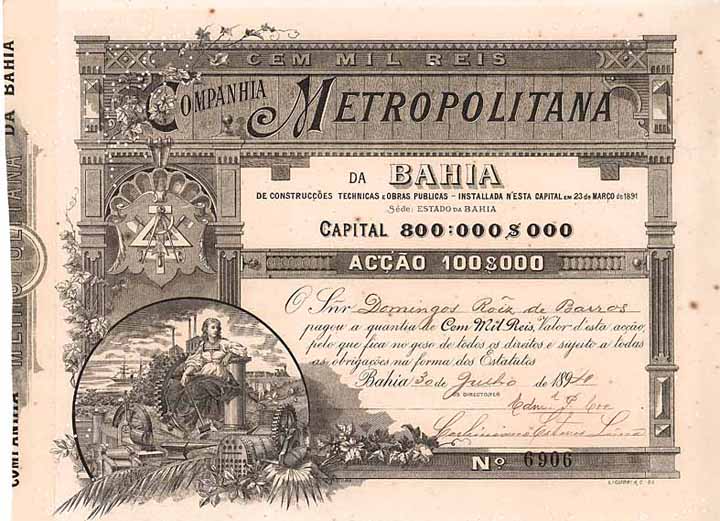 CEM MIL REIS
COMPANHIA METROPOLITANA
DA BAHIA
DE CONSTRUCÇÕES TECHNICAS e OBRAS PUBLICAS - INSTALLADA N'ESTA CAPITAL EM 23 de MARÇO de 1891
Séde: ESTADO DA BAHIA
CAPITAL 800:000$000
ACÇÃO 100$000
O Snr Domingos Roiz de Barros
pagou a quantia de Cem Mil Reis, Valor d'esta acção,
pelo que fica no goso de todos os direitos e sujeito a todas
as obrigações na forma dos Estatutos
Bahia 30 de Junho de 189
OS DIRECTORES
Lima
Nº 6906
COMPANHIA METROPOLITANA DA BAHIA